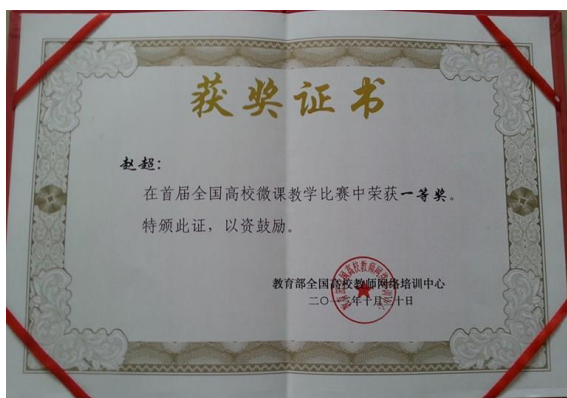 获奖证书
赵超:
在首届全国高校微课教学比赛中荣获一等奖。
特颁此证，以资鼓励。
教育部全国高校教师网络培训中心
二〇一 年十月 十日